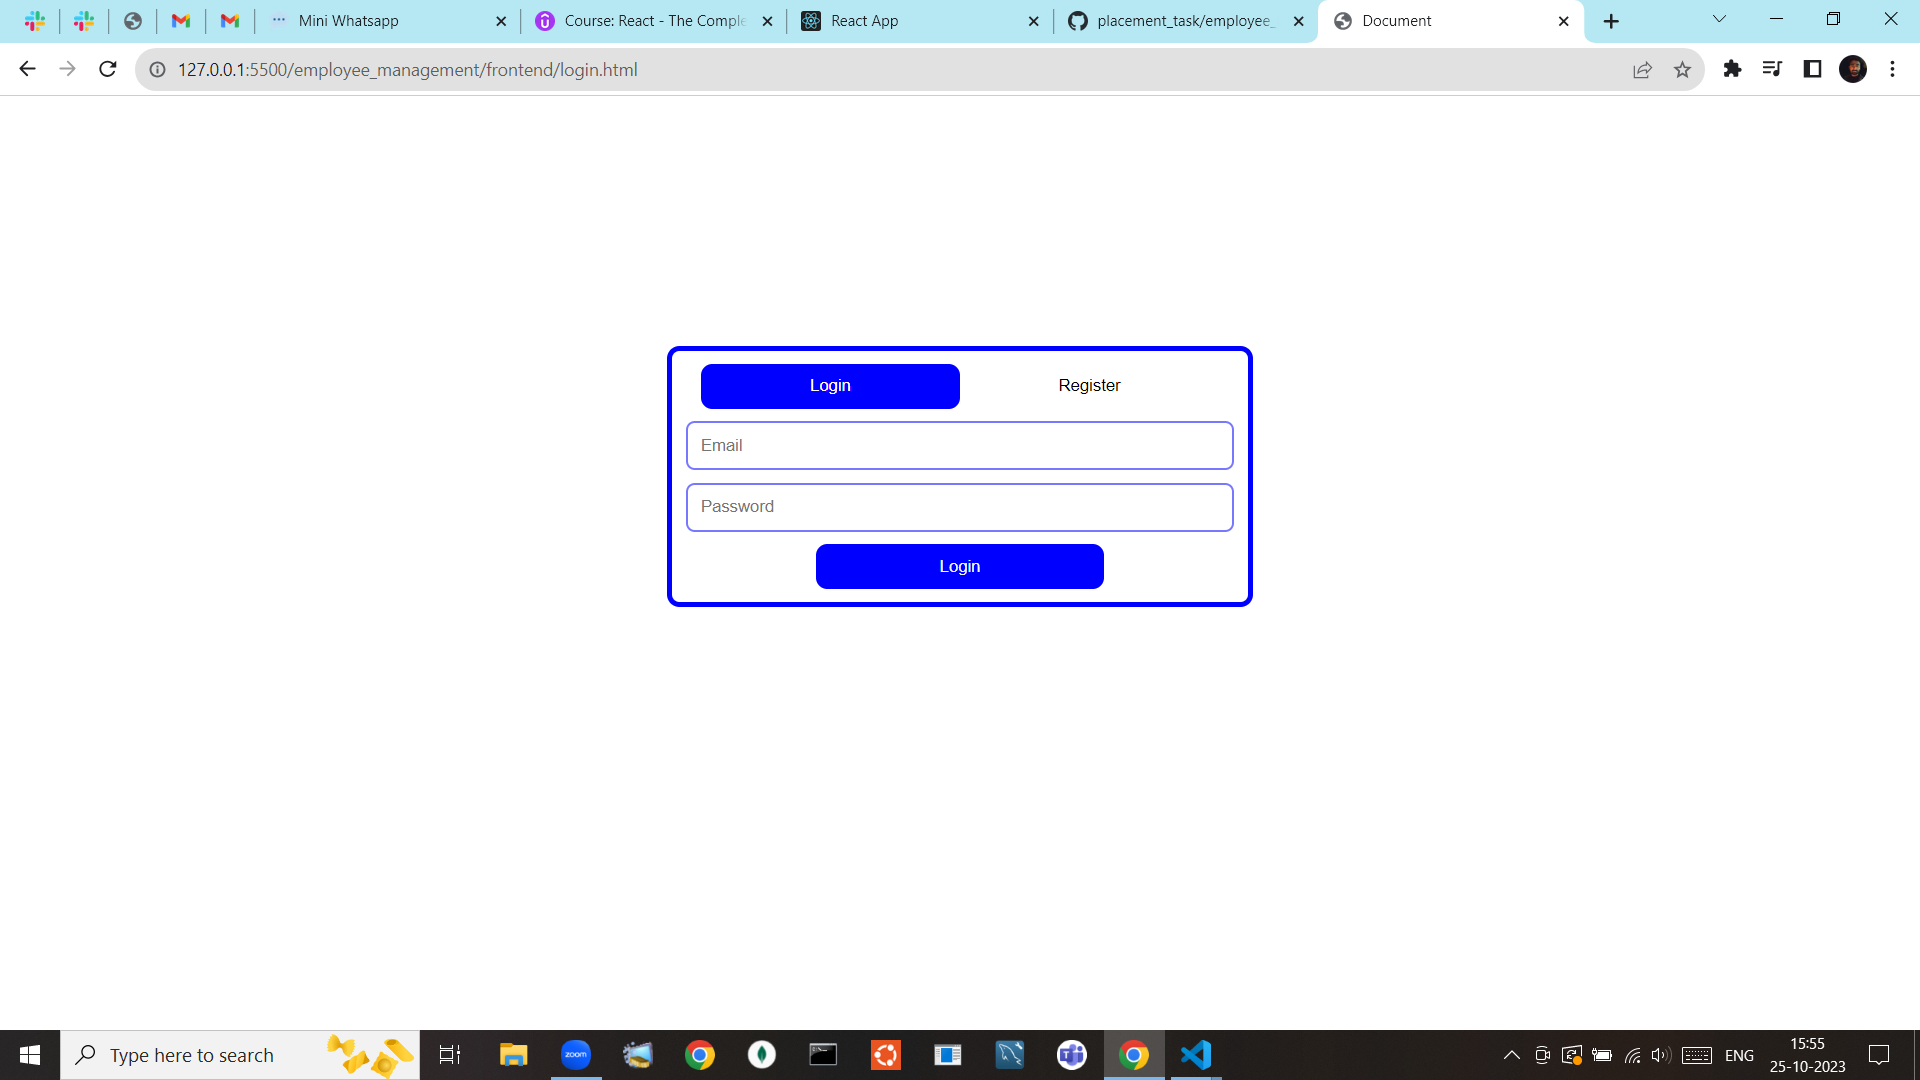 Mini Whatsapp
Course: React - The Comple
React App
placement_task/employee_
Document
127.0.0.1:5500/employee_management/frontend/login.html
Login
Register
Email
Password
Login
Type here to search
zoom
ENG
15:55
25-10-2023